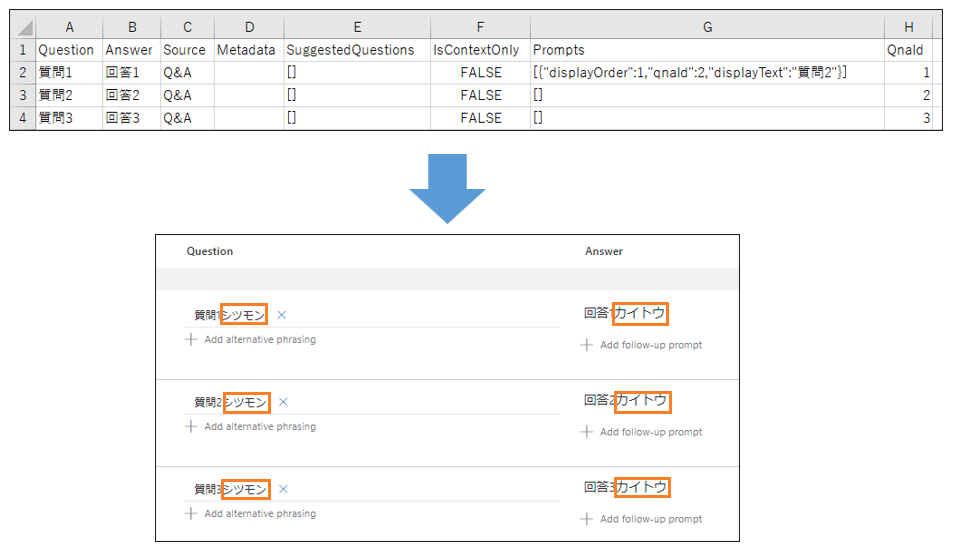 A B C D E F G H
1 Question Answer Source Metadata SuggestedQuestions IsContextOnly Prompts QnaId
2 質問1 回答1 Q&A [] FALSE [{"displayOrder":1,"qnaId":2,"displayText":"質問2"}] 1
3 質問2 回答2 Q&A [] FALSE [] 2
4 質問3 回答3 Q&A [] FALSE [] 3
Question Answer
質問1シツモン × 回答1カイトウ
+ Add alternative phrasing + Add follow-up prompt
質問2シツモン × 回答2カイトウ
+ Add alternative phrasing + Add follow-up prompt
質問3シツモン × 回答3カイトウ
+ Add alternative phrasing + Add follow-up prompt